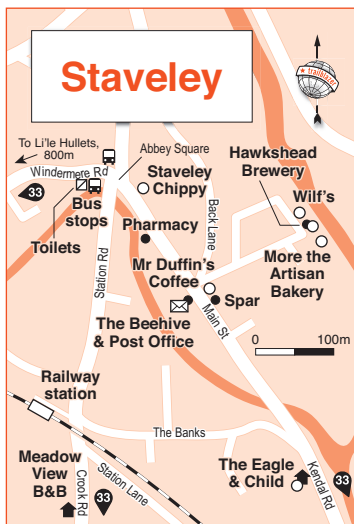 Staveley
trailblazer
To Li'le Hullets,
800m
Abbey Square
Windermere Rd
33
Bus
stops
Toilets
Staveley
Chippy
Hawkshead
Brewery
Wilf's
Back Lane
Pharmacy
More the
Artisan
Bakery
Station Rd
Mr Duffin's
Coffee
Spar
Main St
The Beehive
& Post Office
0 100m
Railway
station
The Banks
Meadow
View
B&B
Crook Rd
33
Station Lane
The Eagle
& Child
Kendal Rd
33